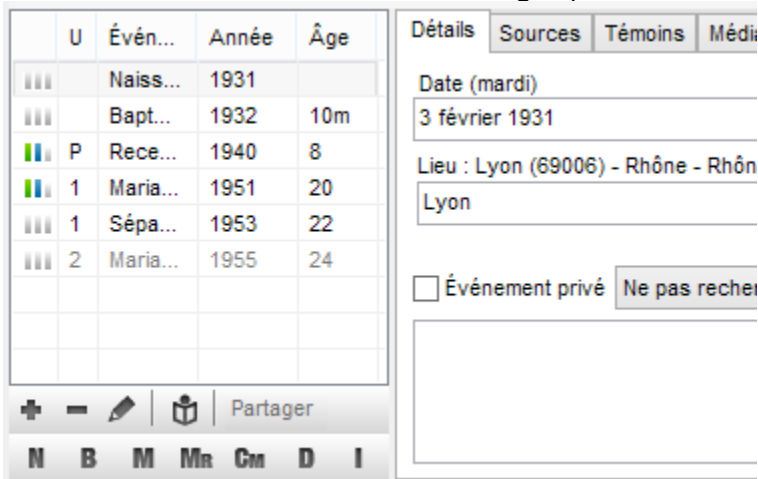 U Évén... Année Âge
Naiss... 1931
Bapt... 1932 10m
P Rece... 1940 8
1 Maria... 1951 20
1 Sépa... 1953 22
2 Maria... 1955 24
Partager
N B M MR CM D I
Détails Sources Témoins Média
Date (mardi)
3 février 1931
Lieu : Lyon (69006) - Rhône - Rhôn
Lyon
Événement privé Ne pas recher